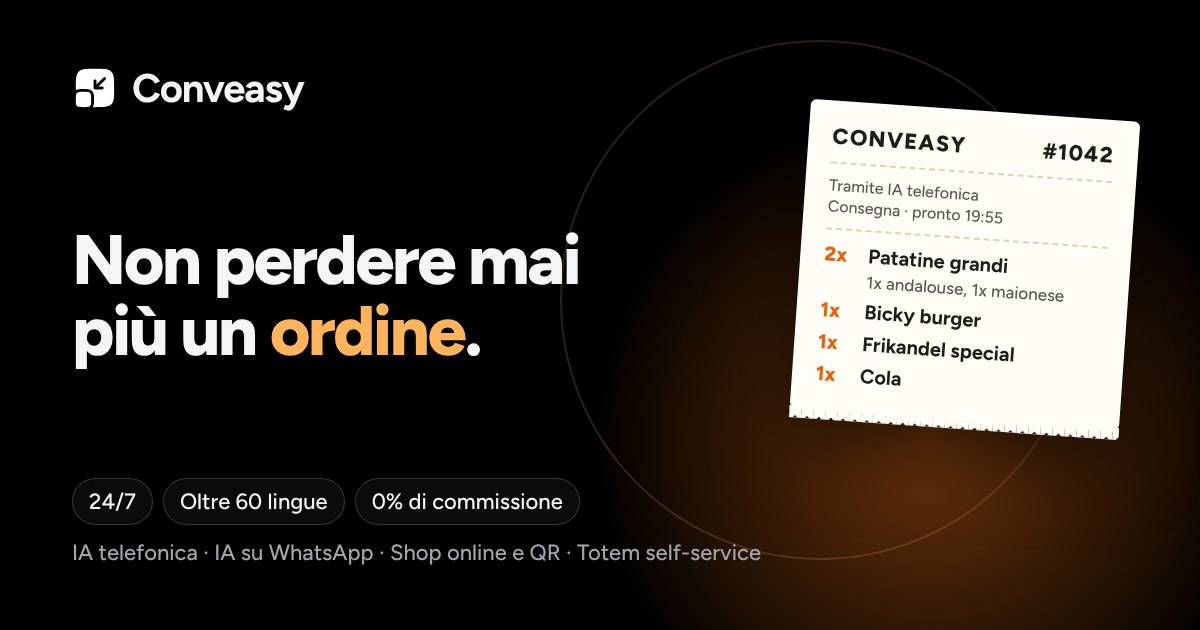 Conveasy
Non perdere mai
più un ordine.
24/7 Oltre 60 lingue 0% di commissione
IA telefonica · IA su WhatsApp · Shop online e QR · Totem self-service
CONVEASY #1042
Tramite IA telefonica
Consegna · pronto 19:55
2x Patatine grandi
1x andalouse, 1x maionese
1x Bicky burger
1x Frikandel special
1x Cola